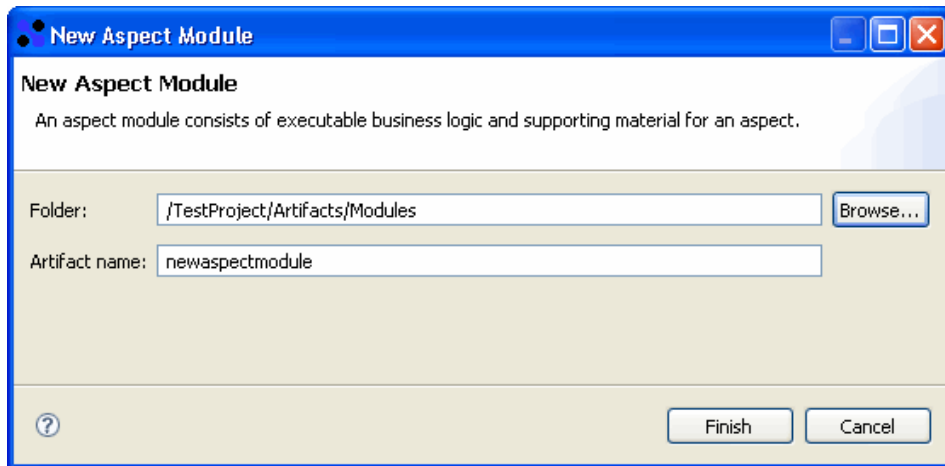 New Aspect Module
New Aspect Module
An aspect module consists of executable business logic and supporting material for an aspect.
Folder: /TestProject/Artifacts/Modules Browse...
Artifact name: newaspectmodule
? Finish Cancel